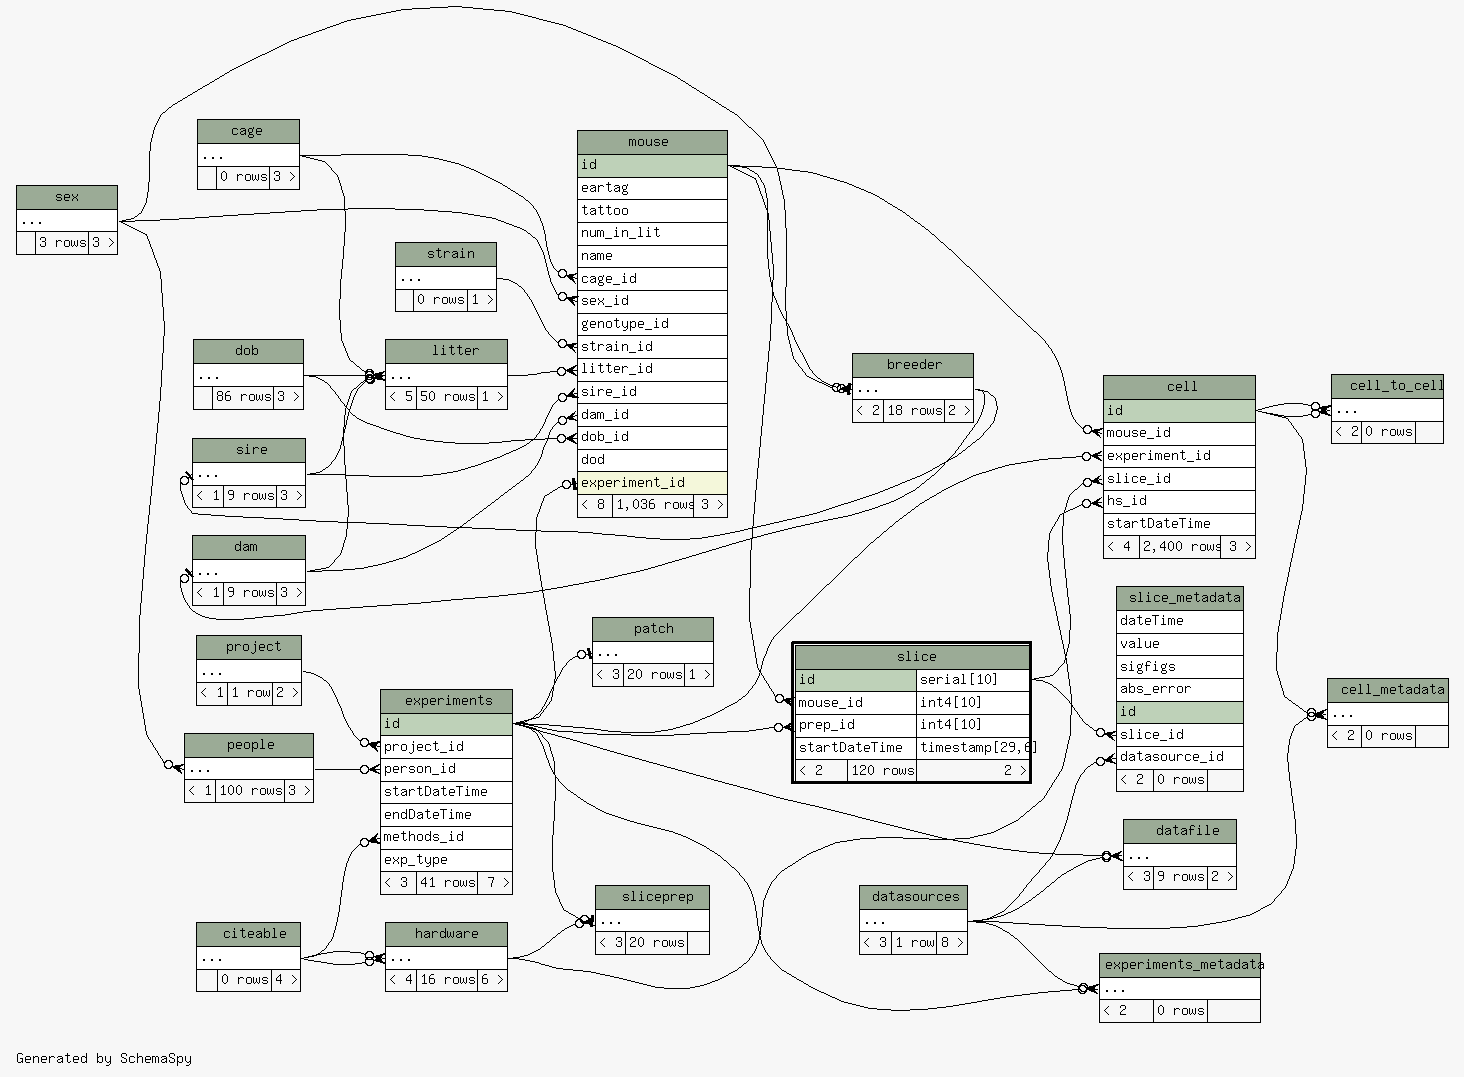 cage
...
0 rows 3 >
sex
...
3 rows 3 >
strain
...
0 rows 1 >
dob
...
86 rows 3 >
litter
...
< 5 50 rows 1 >
sire
...
< 1 9 rows 3 >
dam
...
< 1 9 rows 3 >
mouse
id
eartag
tattoo
num_in_lit
name
cage_id
sex_id
genotype_id
strain_id
litter_id
sire_id
dam_id
dob_id
dod
experiment_id
< 8 1,036 rows 3 >
breeder
...
< 2 18 rows 2 >
cell
id
mouse_id
experiment_id
slice_id
hs_id
startDateTime
< 4 2,400 rows 3 >
cell_to_cell
...
< 2 0 rows
slice_metadata
dateTime
value
sigfigs
abs_error
id
slice_id
datasource_id
< 2 0 rows
cell_metadata
...
< 2 0 rows
project
...
< 1 1 row 2 >
people
...
< 1 100 rows 3 >
experiments
id
project_id
person_id
startDateTime
endDateTime
methods_id
exp_type
< 3 41 rows 7 >
patch
...
< 3 20 rows 1 >
slice
id serial[10]
mouse_id int4[10]
prep_id int4[10]
startDateTime timestamp[29,6]
< 2 120 rows 2 >
citeable
...
0 rows 4 >
hardware
...
< 4 16 rows 6 >
sliceprep
...
< 3 20 rows
datasources
...
< 3 1 row 8 >
datafile
...
< 3 9 rows 2 >
experiments_metadata
...
< 2 0 rows
Generated by SchemaSpy